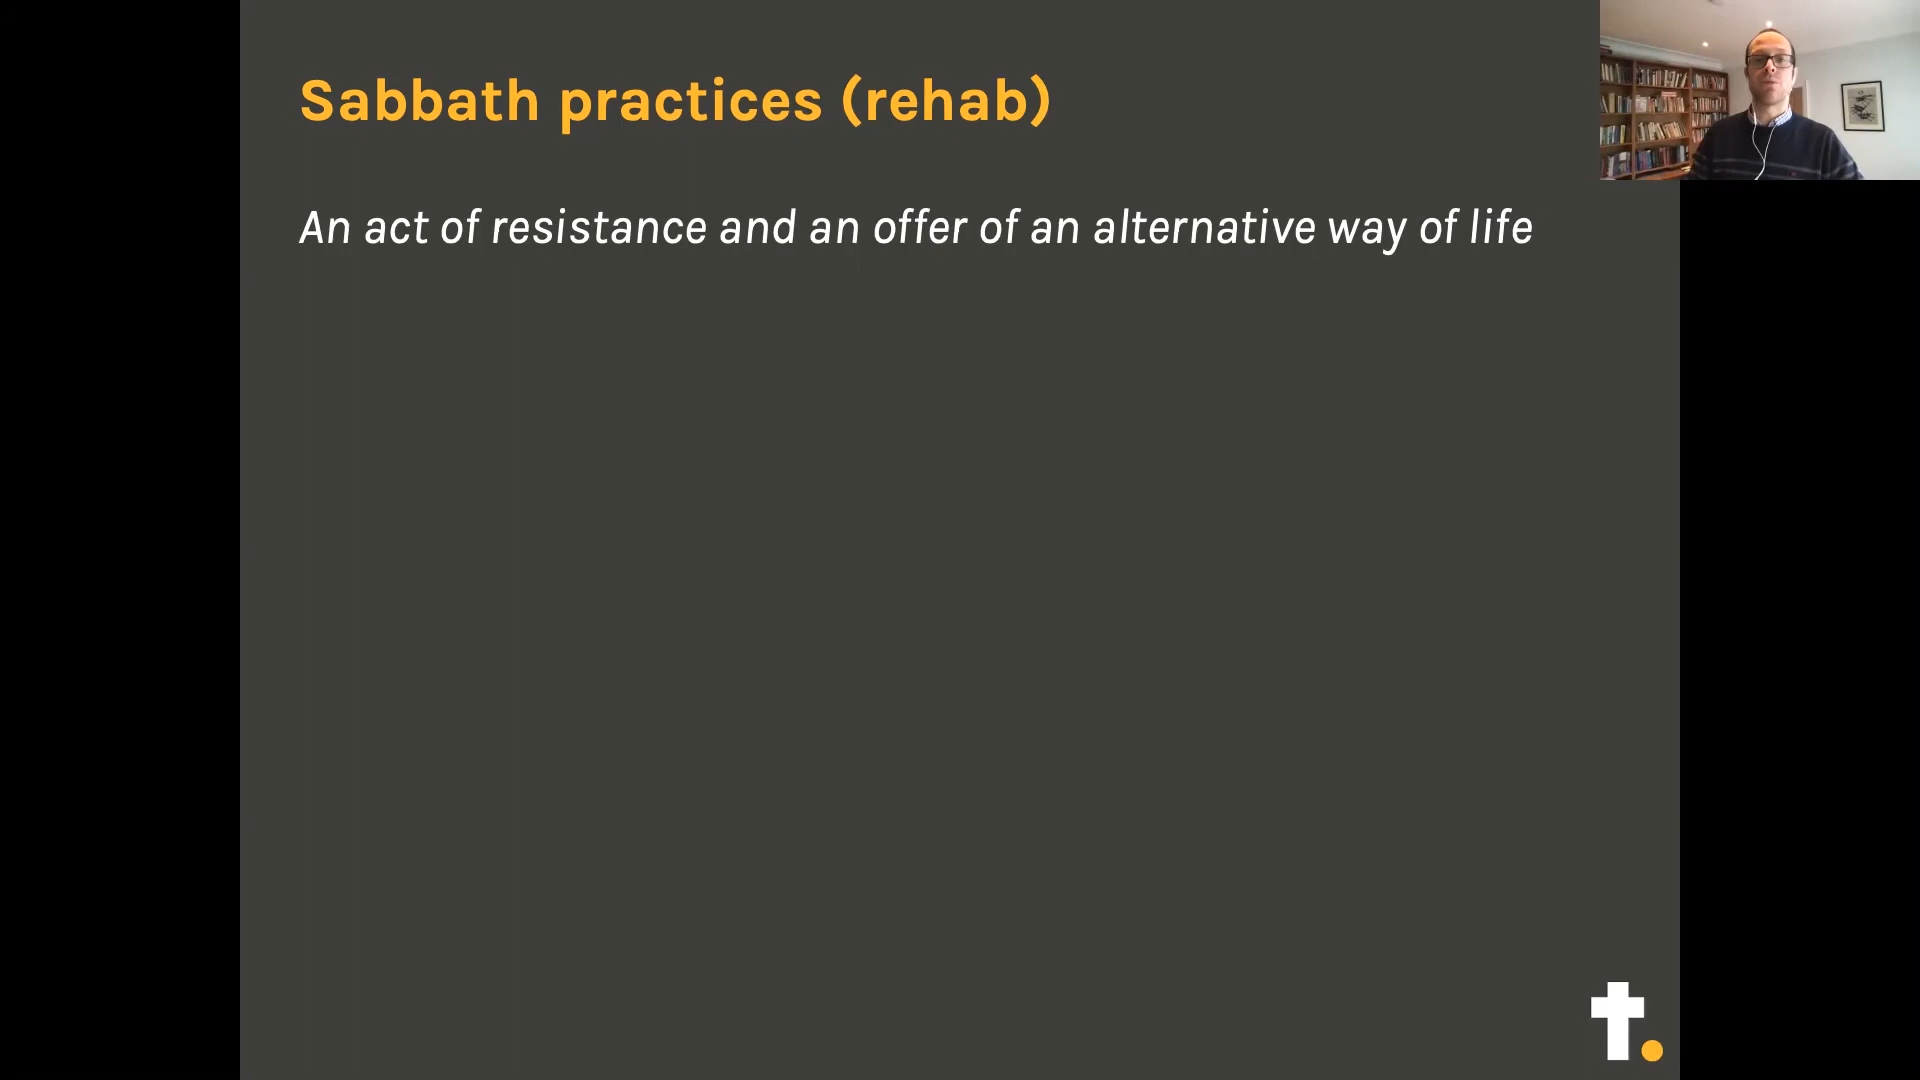 Sabbath practices (rehab)
An act of resistance and an offer of an alternative way of life
t.